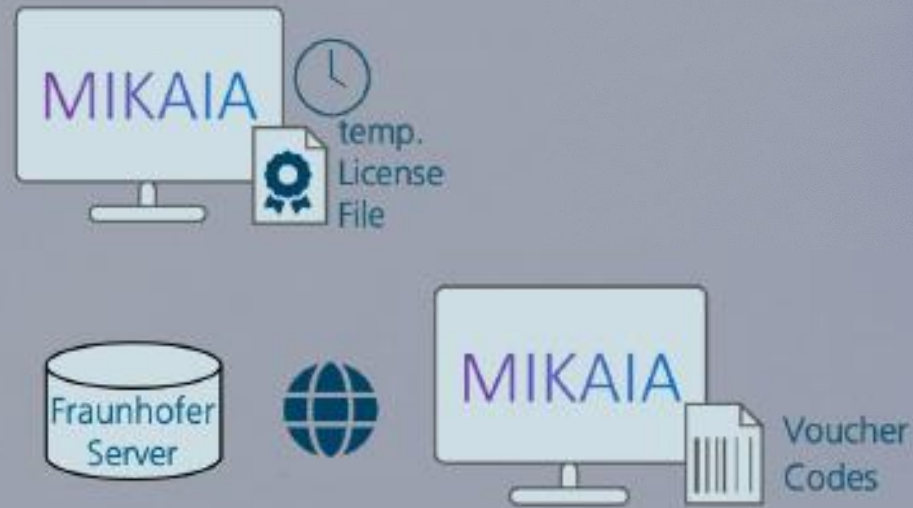 MIKAIA
temp.
License
File
Fraunhofer
Server
MIKAIA
Voucher
Codes